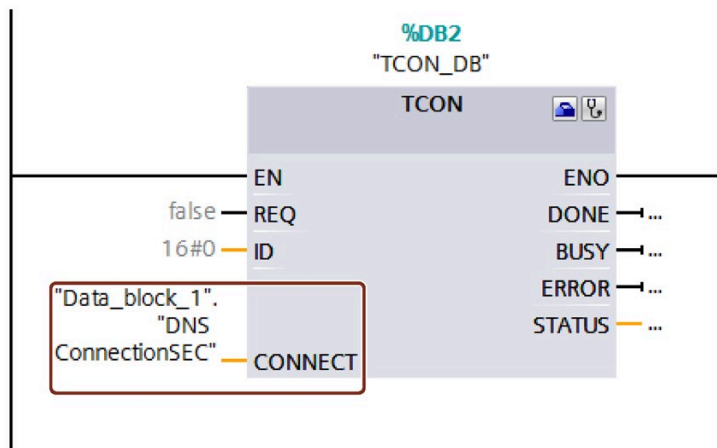 %DB2
"TCON_DB"
TCON
EN
ENO
false
REQ
DONE
...
16#0
ID
BUSY
...
"Data_block_1".
"DNS
ConnectionSEC"
CONNECT
ERROR
...
STATUS
...